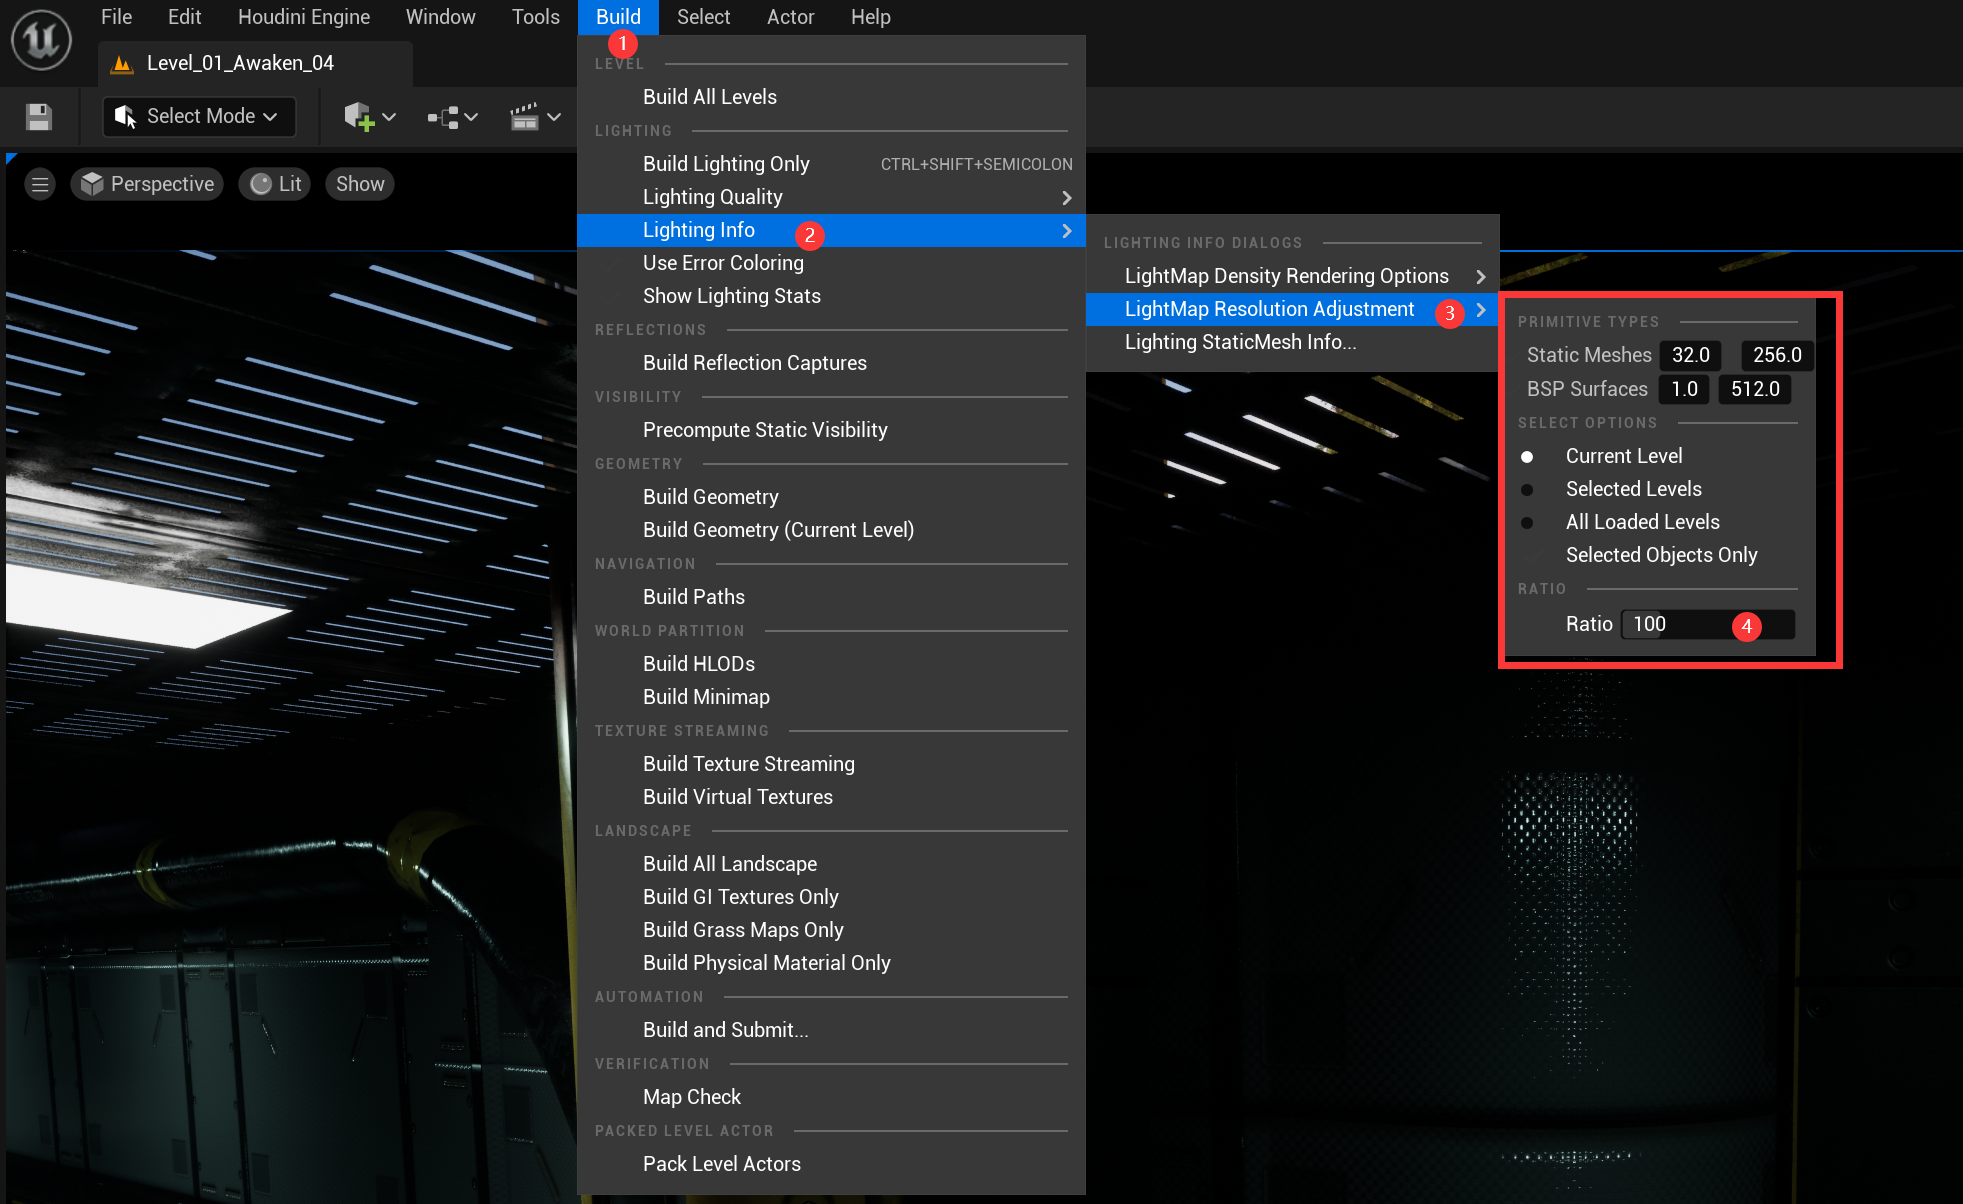 File Edit Houdini Engine Window Tools Build Select Actor Help
1
Level_01_Awaken_04
Select Mode
Perspective Lit Show
LEVEL
Build All Levels
LIGHTING
Build Lighting Only CTRL+SHIFT+SEMICOLON
Lighting Quality
Lighting Info 2
Use Error Coloring
Show Lighting Stats
REFLECTIONS
Build Reflection Captures
VISIBILITY
Precompute Static Visibility
GEOMETRY
Build Geometry
Build Geometry (Current Level)
NAVIGATION
Build Paths
WORLD PARTITION
Build HLODs
Build Minimap
TEXTURE STREAMING
Build Texture Streaming
Build Virtual Textures
LANDSCAPE
Build All Landscape
Build GI Textures Only
Build Grass Maps Only
Build Physical Material Only
AUTOMATION
Build and Submit...
VERIFICATION
Map Check
PACKED LEVEL ACTOR
Pack Level Actors
LIGHTING INFO DIALOGS
LightMap Density Rendering Options
LightMap Resolution Adjustment 3
Lighting StaticMesh Info...
PRIMITIVE TYPES
Static Meshes 32.0 256.0
BSP Surfaces 1.0 512.0
SELECT OPTIONS
Current Level
Selected Levels
All Loaded Levels
Selected Objects Only
RATIO
Ratio 100 4